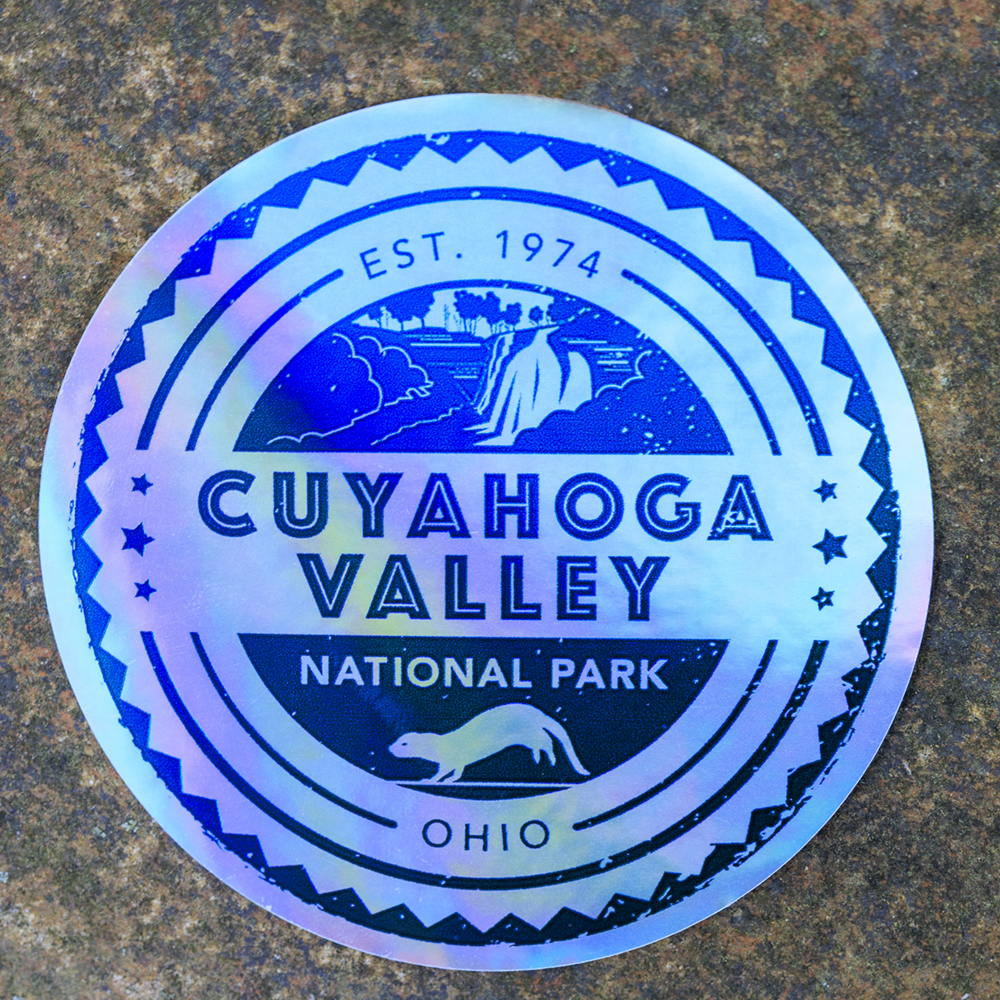 EST. 1974
CUYAHOGA
VALLEY
NATIONAL PARK
OHIO